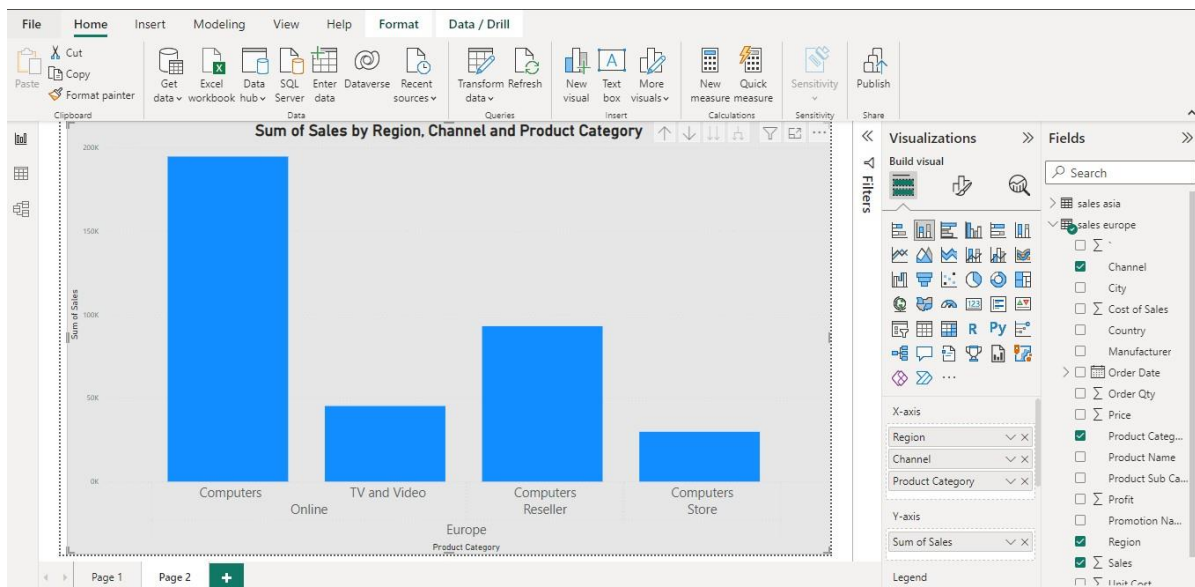 File Home Insert Modeling View Help Format Data / Drill
Paste
Cut
Copy
Format painter
Get data
Excel workbook
Data hub
SQL Server
Enter data
Dataverse
Recent sources
Transform data
Refresh
New visual
Text box
More visuals
New measure
Quick measure
Sensitivity
Publish
Clipboard Data Queries Insert Calculations Sensitivity Share
Sum of Sales by Region, Channel and Product Category
200K
150K
100K
50K
0K
Sum of Sales
Computers TV and Video Computers Computers
Online Reseller Store
Europe
Product Category
Filters
Visualizations
Build visual
123
R Py
X-axis
Region
Channel
Product Category
Y-axis
Sum of Sales
Legend
Fields
Search
sales asia
sales europe
Channel
City
Cost of Sales
Country
Manufacturer
Order Date
Order Qty
Price
Product Categ...
Product Name
Product Sub Ca...
Profit
Promotion Na...
Region
Sales
Unit Cost
Page 1 Page 2